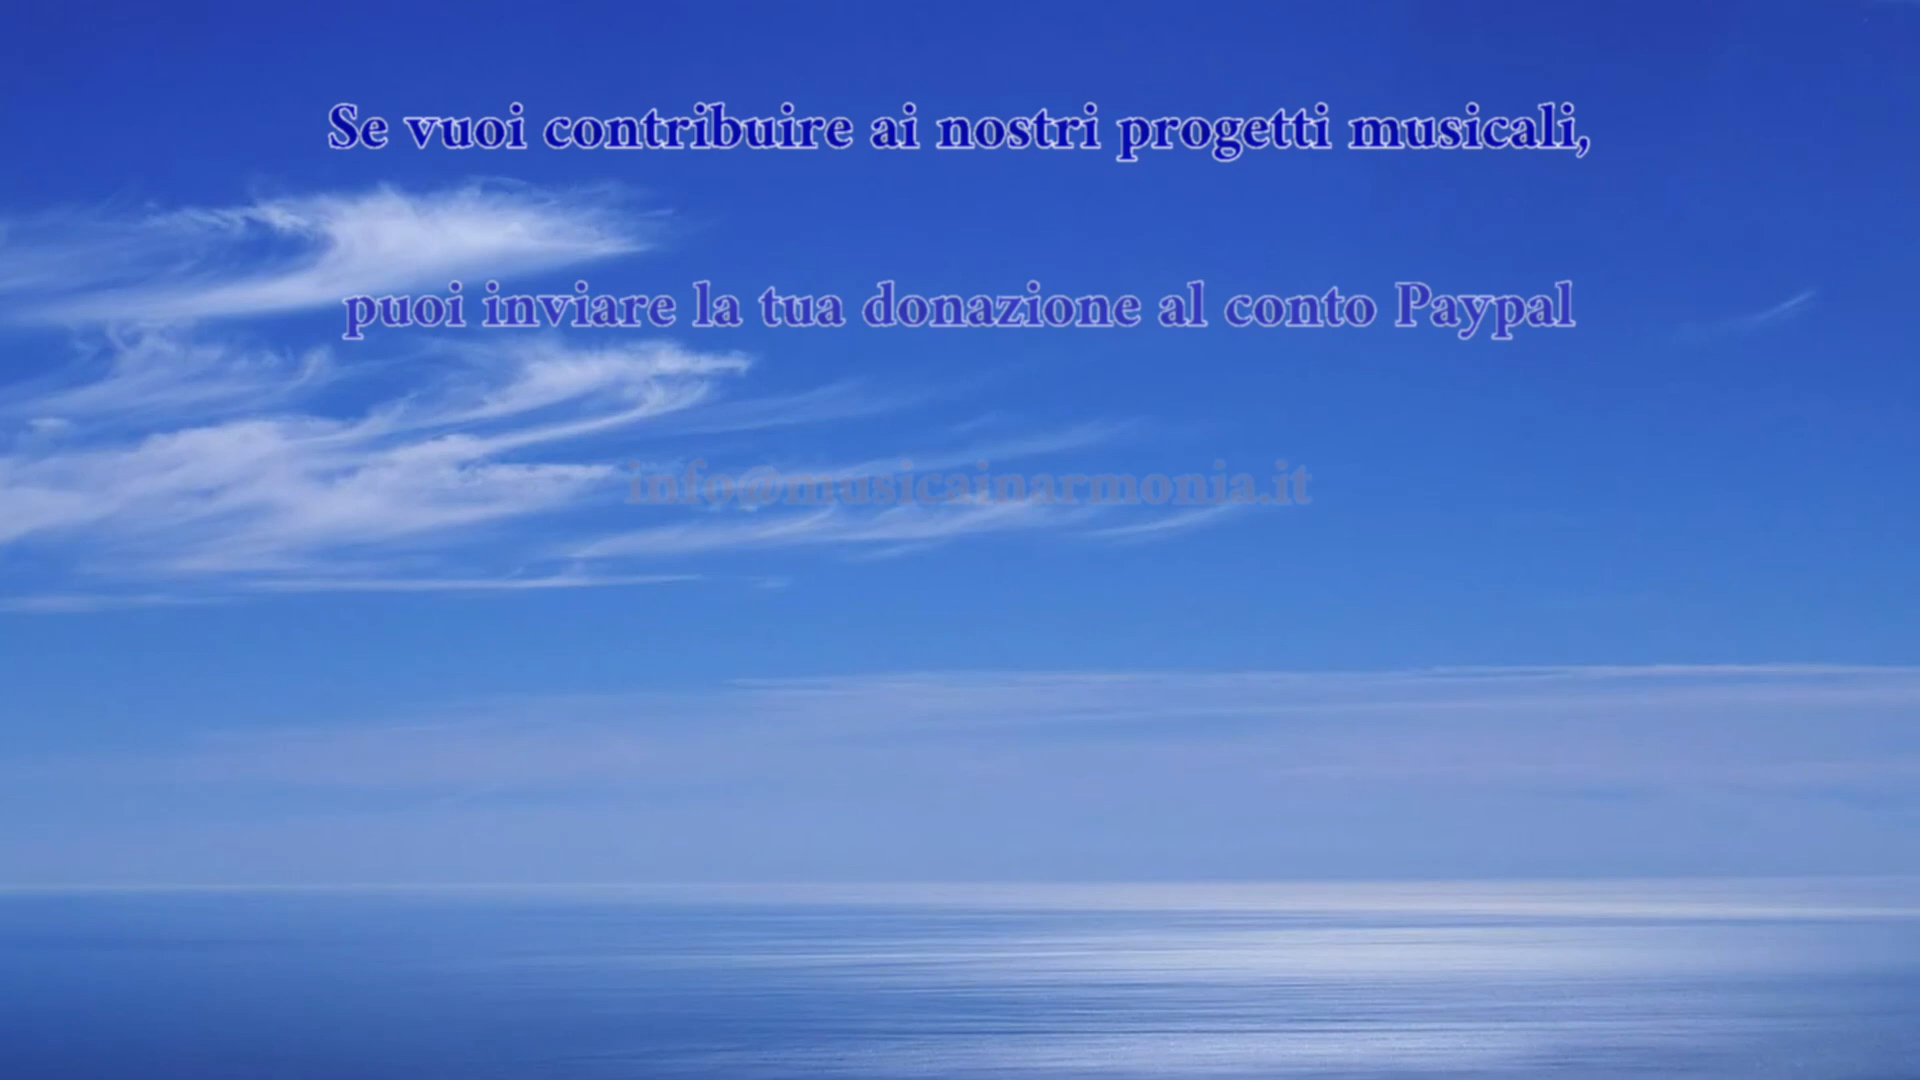 Se vuoi contribuire ai nostri progetti musicali,
puoi inviare la tua donazione al conto Paypal
info@musicainarmonia.it